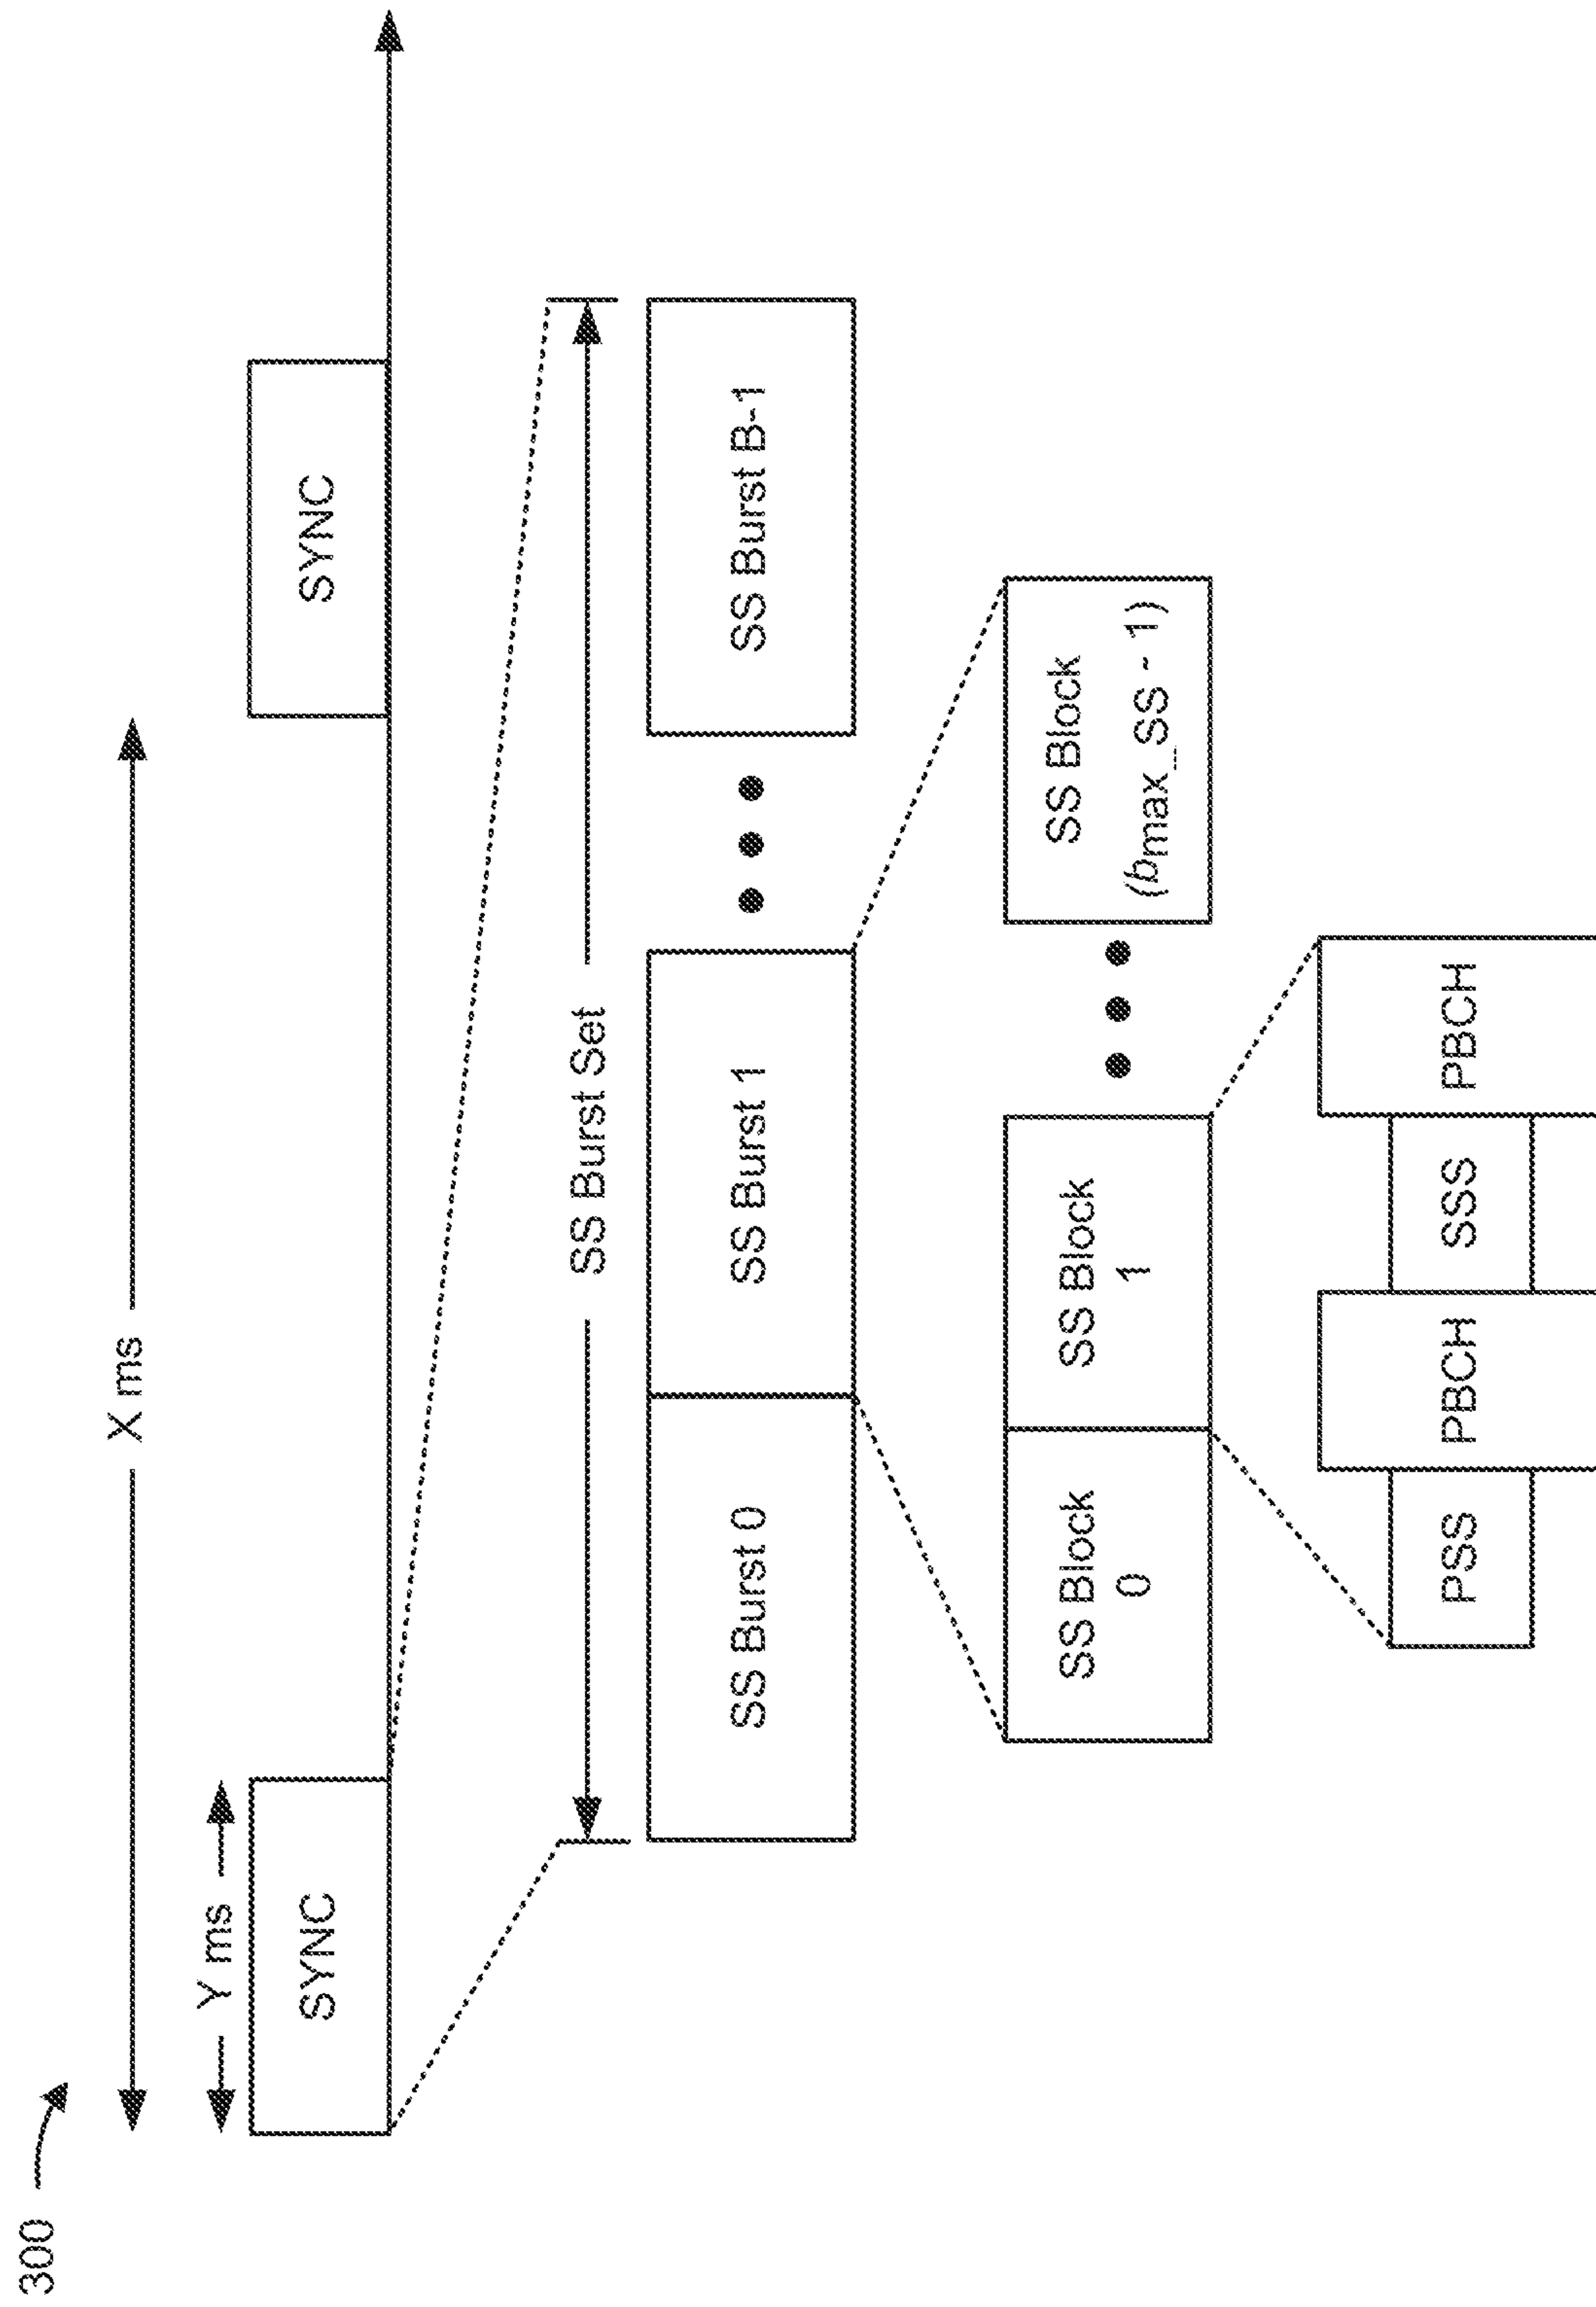 300
X ms
Y ms
SYNC
SYNC
SS Burst Set
SS Burst 0
SS Burst 1
SS Burst B-1
SS Block
0
SS Block
1
SS Block
(bmax_SS - 1)
PSS
PBCH
SSS
PBCH